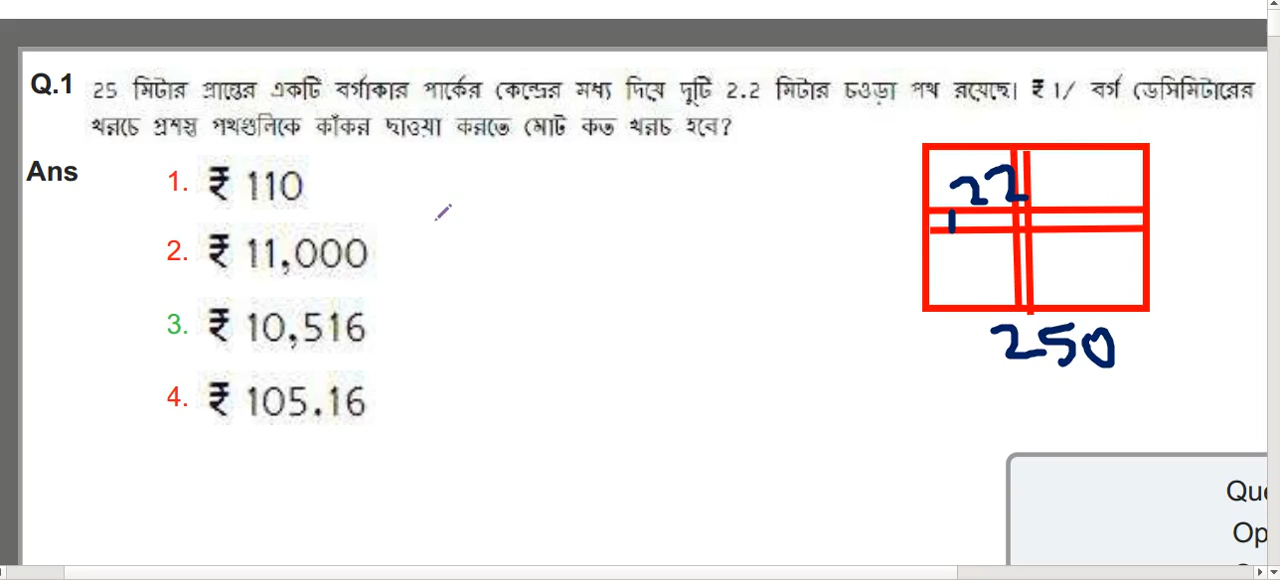 Q.1 25 মিটার প্রান্তের একটি বর্গাকার পার্কের কেন্দ্রের মধ্য দিয়ে দুটি 2.2 মিটার চওড়া পথ রয়েছে। ₹ 1/ বর্গ ডেসিমিটারের
খরচে প্রশস্ত পথগুলিকে কাঁকর ছাওয়া করতে মোট কত খরচ হবে?
Ans
1. ₹ 110
2. ₹ 11,000
3. ₹ 10,516
4. ₹ 105.16
22
250
Que
Op